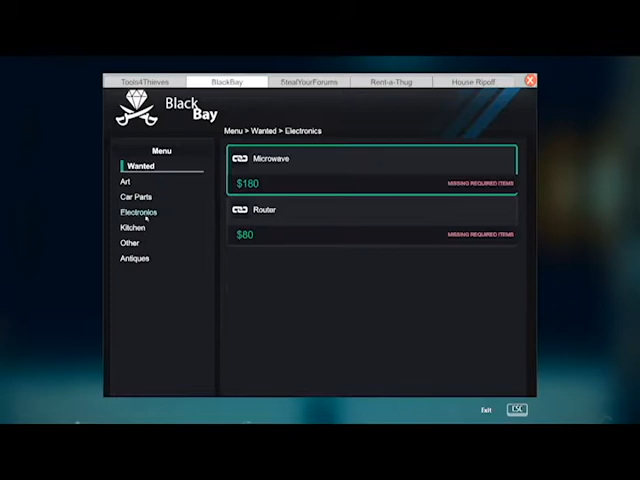 Tools4Thieves BlackBay StealYourForums Rent-a-Thug House Ripoff X
Black
Bay
Menu > Wanted > Electronics
Menu
Wanted
Art
Car Parts
Electronics
Kitchen
Other
Antiques
Microwave
$180 MISSING REQUIRED ITEMS
Router
$80 MISSING REQUIRED ITEMS
Exit ESC